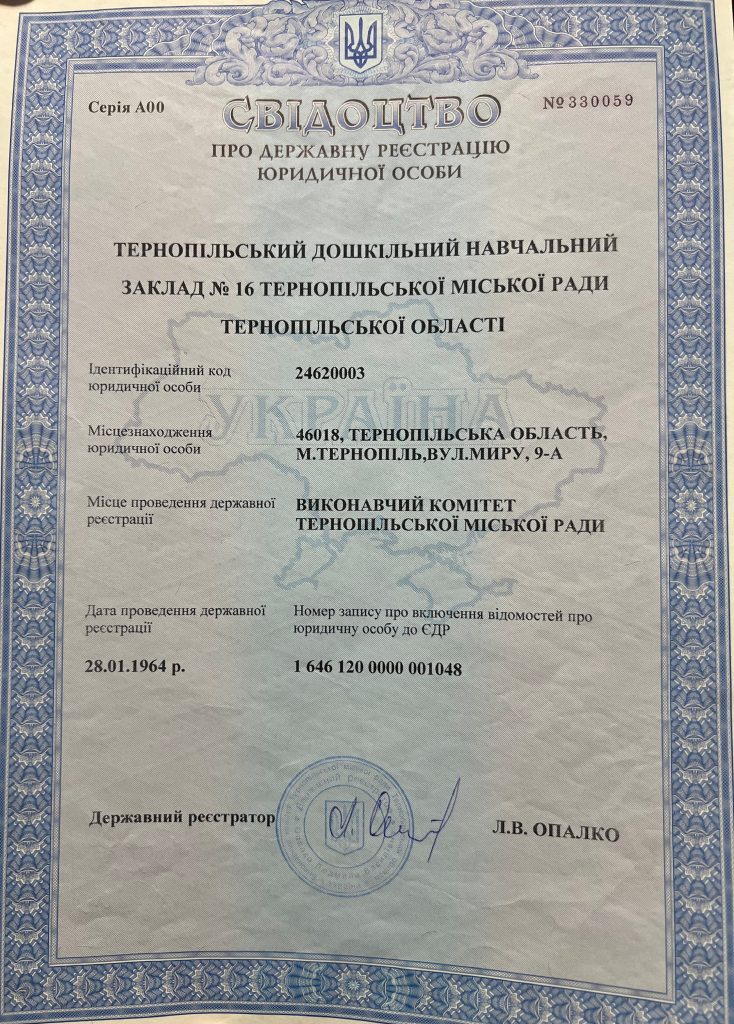 Серія А00
СВІДОЦТВО
№330059
ПРО ДЕРЖАВНУ РЕЄСТРАЦІЮ
ЮРИДИЧНОЇ ОСОБИ
ТЕРНОПІЛЬСЬКИЙ ДОШКІЛЬНИЙ НАВЧАЛЬНИЙ
ЗАКЛАД № 16 ТЕРНОПІЛЬСЬКОЇ МІСЬКОЇ РАДИ
ТЕРНОПІЛЬСЬКОЇ ОБЛАСТІ
Ідентифікаційний код
юридичної особи
24620003
УКРАЇНА
Місцезнаходження
юридичної особи
46018, ТЕРНОПІЛЬСЬКА ОБЛАСТЬ,
М.ТЕРНОПІЛЬ,ВУЛ.МИРУ, 9-А
Місце проведення державної
реєстрації
ВИКОНАВЧИЙ КОМІТЕТ
ТЕРНОПІЛЬСЬКОЇ МІСЬКОЇ РАДИ
Дата проведення державної
реєстрації
28.01.1964 р.
Номер запису про включення відомостей про
юридичну особу до ЄДР
1 646 120 0000 001048
Державний реєстратор
Л.В. ОПАЛКО